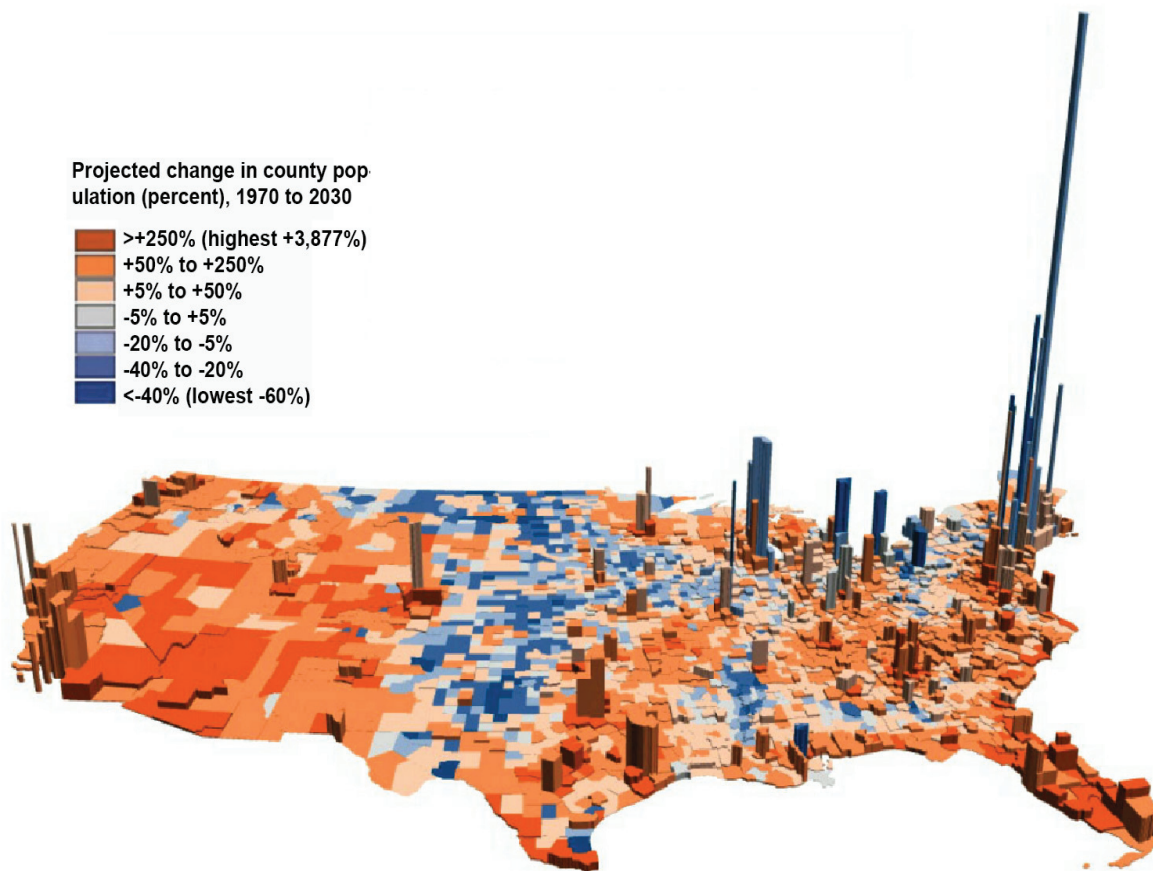 Projected change in county pop-
ulation (percent), 1970 to 2030
>+250% (highest +3,877%)
+50% to +250%
+5% to +50%
-5% to +5%
-20% to -5%
-40% to -20%
<-40% (lowest -60%)